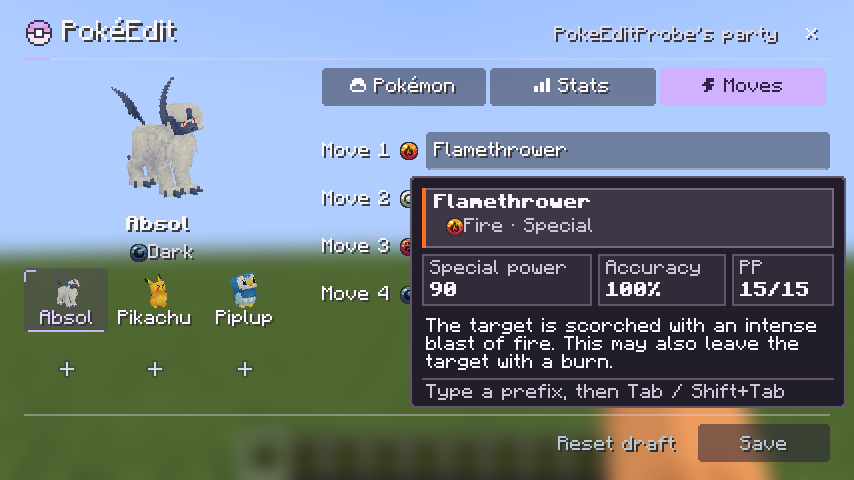 PokéEdit
PokeEditProbe's party ×
Pokémon
Stats
Moves
Move 1 Flamethrower
Move 2
Move 3
Move 4
Flamethrower
Fire · Special
Special power
90
Accuracy
100%
PP
15/15
The target is scorched with an intense
blast of fire. This may also leave the
target with a burn.
Type a prefix, then Tab / Shift+Tab
Absol
Dark
Absol Pikachu Piplup
+ + +
Reset draft Save